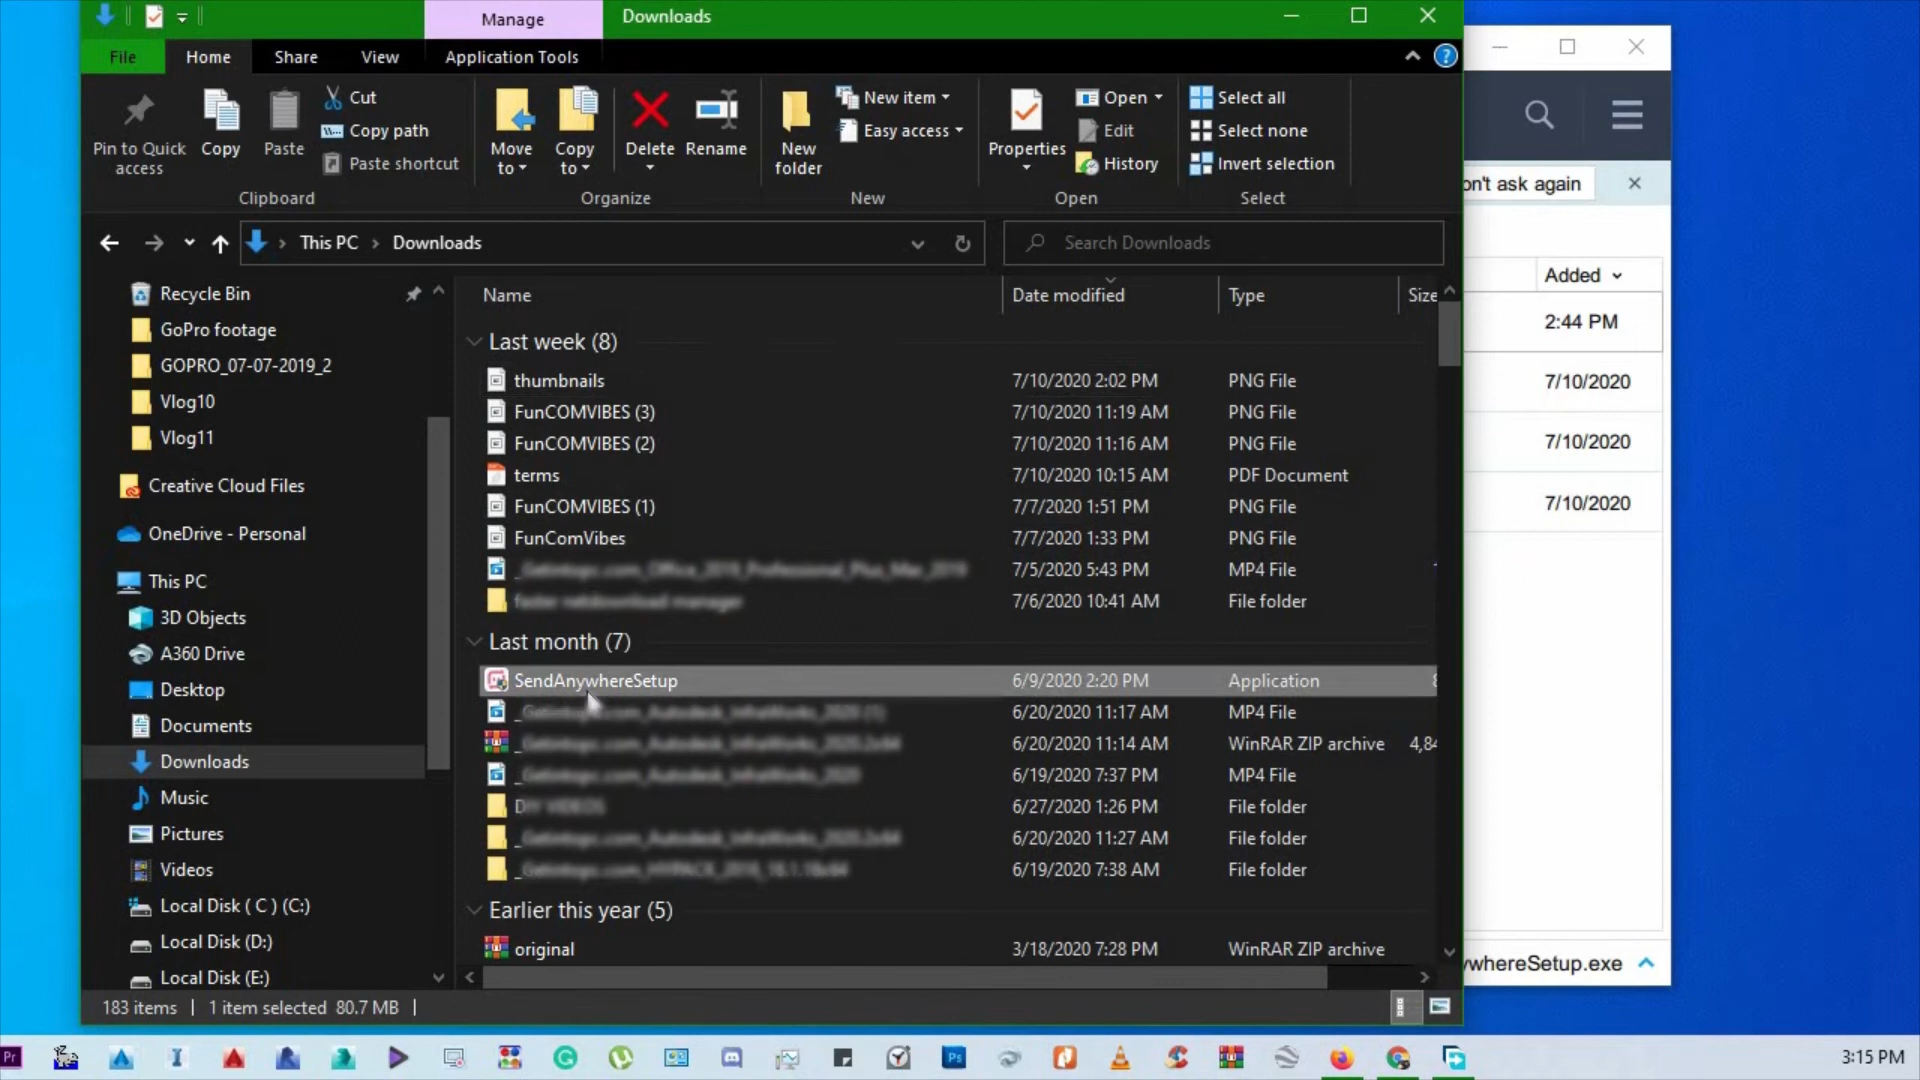 Manage
Downloads
File
Home
Share
View
Application Tools
Pin to Quick access
Copy
Paste
Cut
Copy path
Paste shortcut
Clipboard
Move to
Copy to
Delete
Rename
Organize
New folder
New item
Easy access
New
Properties
Open
Edit
History
Open
Select all
Select none
Invert selection
Select
on't ask again
This PC > Downloads
Search Downloads
Recycle Bin
GoPro footage
GOPRO_07-07-2019_2
Vlog10
Vlog11
Creative Cloud Files
OneDrive - Personal
This PC
3D Objects
A360 Drive
Desktop
Documents
Downloads
Music
Pictures
Videos
Local Disk ( C ) (C:)
Local Disk (D:)
Local Disk (E:)
Name Date modified Type Size
Last week (8)
thumbnails 7/10/2020 2:02 PM PNG File
FunCOMVIBES (3) 7/10/2020 11:19 AM PNG File
FunCOMVIBES (2) 7/10/2020 11:16 AM PNG File
terms 7/10/2020 10:15 AM PDF Document
FunCOMVIBES (1) 7/7/2020 1:51 PM PNG File
FunComVibes 7/7/2020 1:33 PM PNG File
7/5/2020 5:43 PM MP4 File
7/6/2020 10:41 AM File folder
Last month (7)
SendAnywhereSetup 6/9/2020 2:20 PM Application
6/20/2020 11:17 AM MP4 File
6/20/2020 11:14 AM WinRAR ZIP archive 4,84
6/19/2020 7:37 PM MP4 File
6/27/2020 1:26 PM File folder
6/20/2020 11:27 AM File folder
6/19/2020 7:38 AM File folder
Earlier this year (5)
original 3/18/2020 7:28 PM WinRAR ZIP archive
183 items
1 item selected 80.7 MB
Added
2:44 PM
7/10/2020
7/10/2020
7/10/2020
ywhereSetup.exe
Pr
Ps
3:15 PM